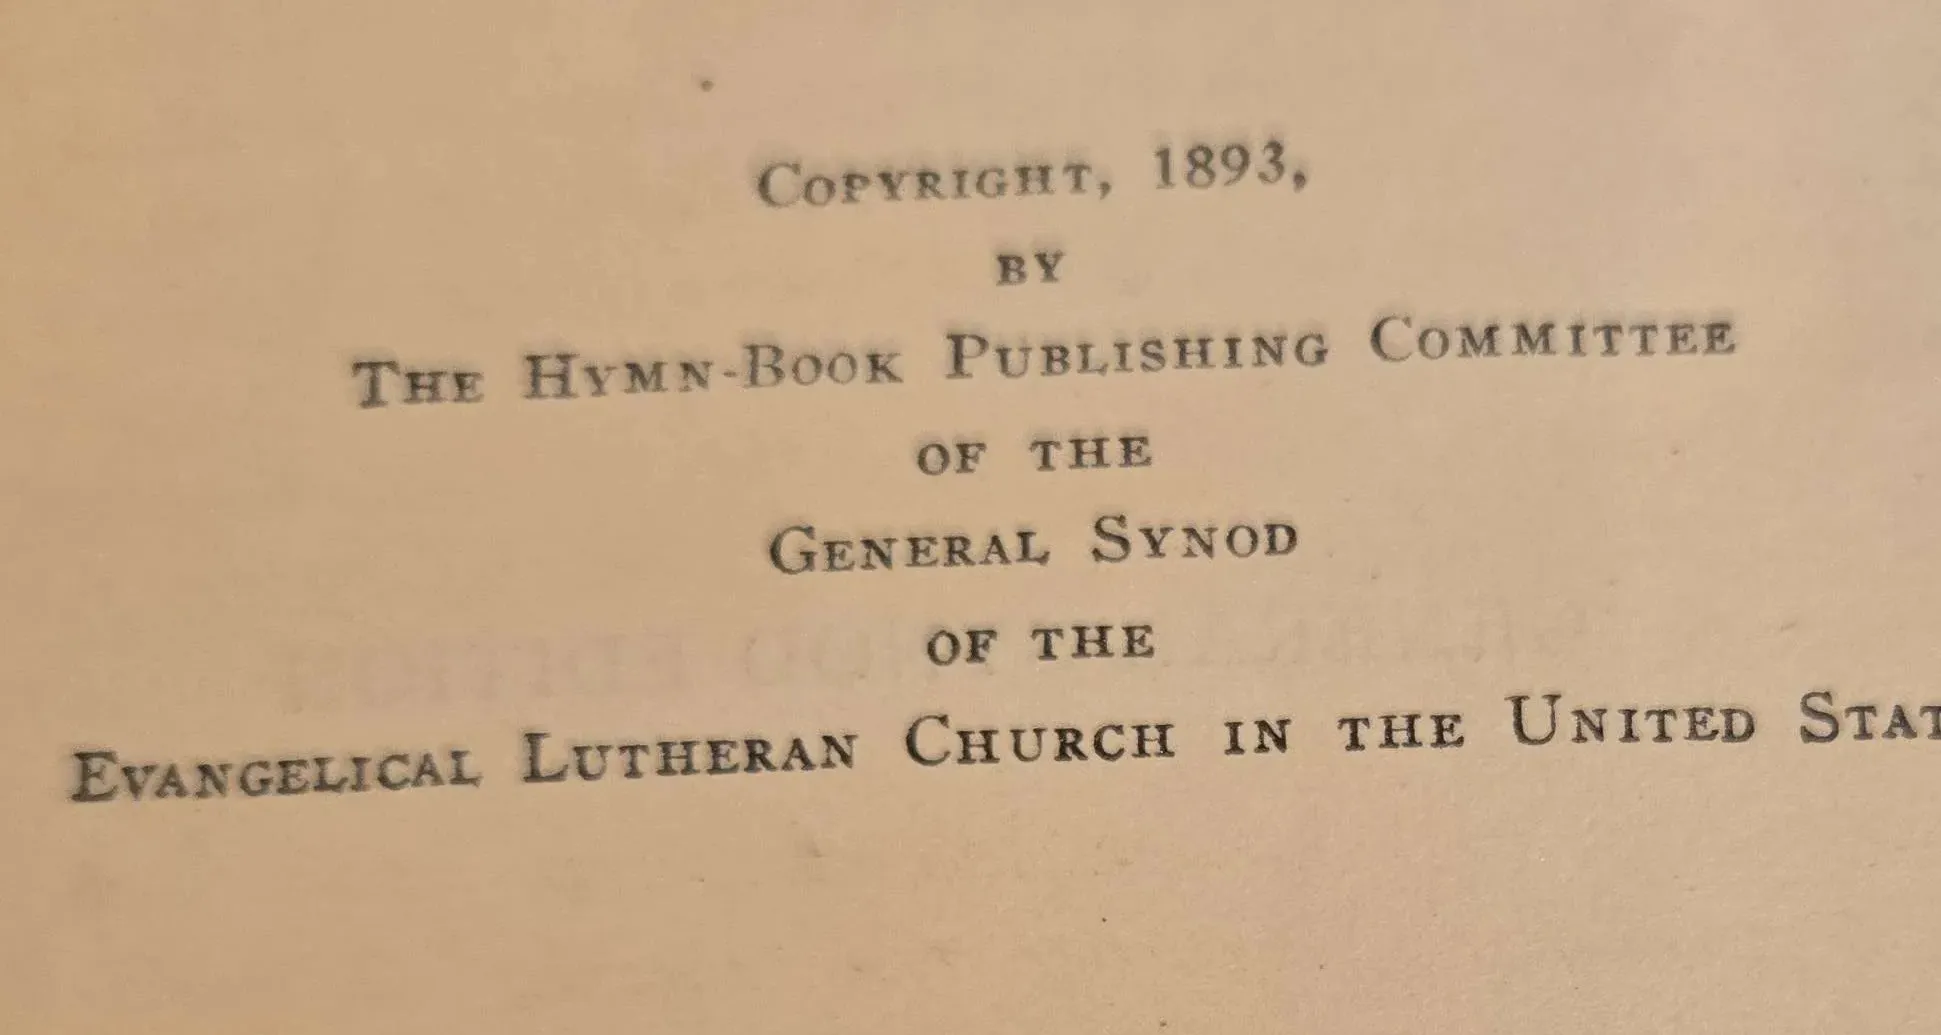 COPYRIGHT, 1893,
BY
THE HYMN-BOOK PUBLISHING COMMITTEE
OF THE
GENERAL SYNOD
OF THE
EVANGELICAL LUTHERAN CHURCH IN THE UNITED STAT